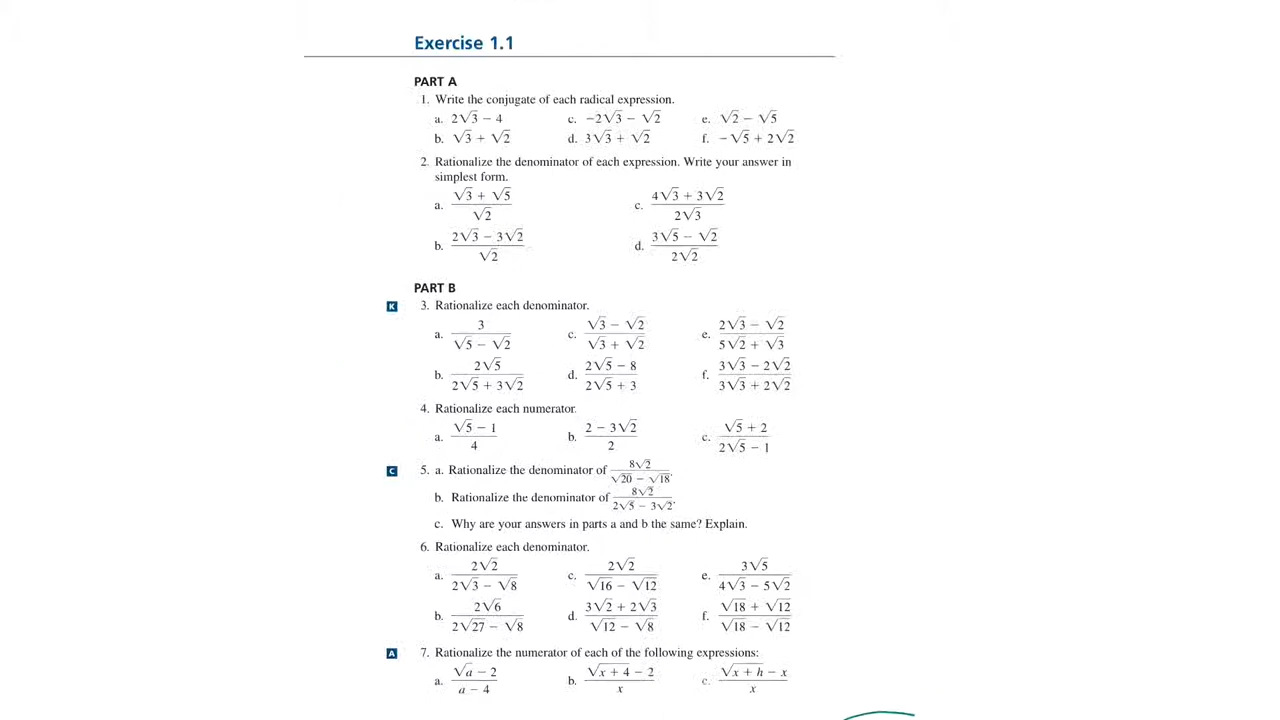 Exercise 1.1
PART A
1. Write the conjugate of each radical expression.
a. 2√3 − 4 c. −2√3 − √2 e. √2 − √5
b. √3 + √2 d. 3√3 + √2 f. −√5 + 2√2
2. Rationalize the denominator of each expression. Write your answer in
simplest form.
a. (√3 + √5)/√2 c. (4√3 + 3√2)/(2√3)
b. (2√3 − 3√2)/√2 d. (3√5 − √2)/(2√2)
PART B
K 3. Rationalize each denominator.
a. 3/(√5 − √2) c. (√3 − √2)/(√3 + √2) e. (2√3 − √2)/(5√2 + √3)
b. 2√5/(2√5 + 3√2) d. (2√5 − 8)/(2√5 + 3) f. (3√3 − 2√2)/(3√3 + 2√2)
4. Rationalize each numerator.
a. (√5 − 1)/4 b. (2 − 3√2)/2 c. (√5 + 2)/(2√5 − 1)
C 5. a. Rationalize the denominator of 8√2/(√20 − √18).
b. Rationalize the denominator of 8√2/(2√5 − 3√2).
c. Why are your answers in parts a and b the same? Explain.
6. Rationalize each denominator.
a. 2√2/(2√3 − √8) c. 2√2/(√16 − √12) e. 3√5/(4√3 − 5√2)
b. 2√6/(2√27 − √8) d. (3√2 + 2√3)/(√12 − √8) f. (√18 + √12)/(√18 − √12)
A 7. Rationalize the numerator of each of the following expressions:
a. (√a − 2)/(a − 4) b. (√(x + 4) − 2)/x c. (√(x + h) − x)/x